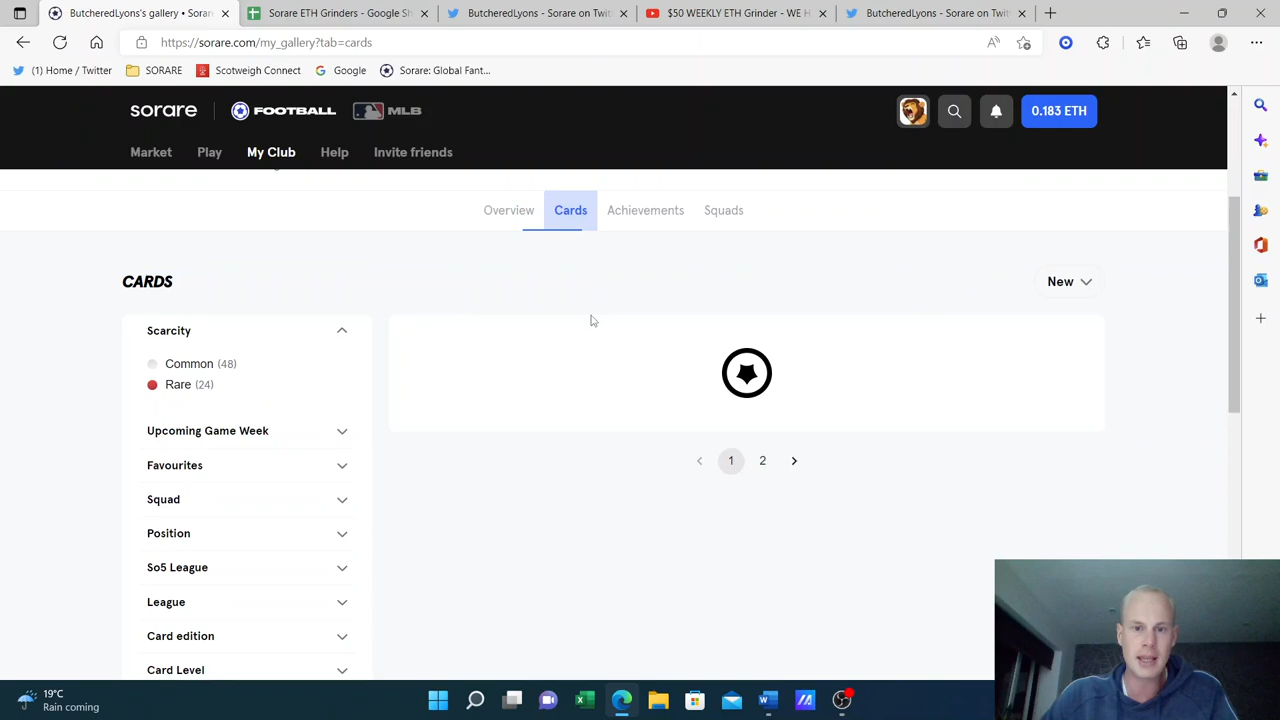 ButcheredLyons's gallery • Sorar
Sorare ETH Grinders - Google Sh
ButcheredLyons - Sorare on Twit
$50 WEEKLY ETH Grinder - WE H
ButcheredLyons - Sorare on Twit
https://sorare.com/my_gallery?tab=cards
(1) Home / Twitter
SORARE
Scotweigh Connect
Google
Sorare: Global Fant...
sorare
FOOTBALL
MLB
0.183 ETH
Market
Play
My Club
Help
Invite friends
Overview
Cards
Achievements
Squads
CARDS
New
Scarcity
Common (48)
Rare (24)
Upcoming Game Week
Favourites
Squad
Position
So5 League
League
Card edition
Card Level
1
2
19°C
Rain coming